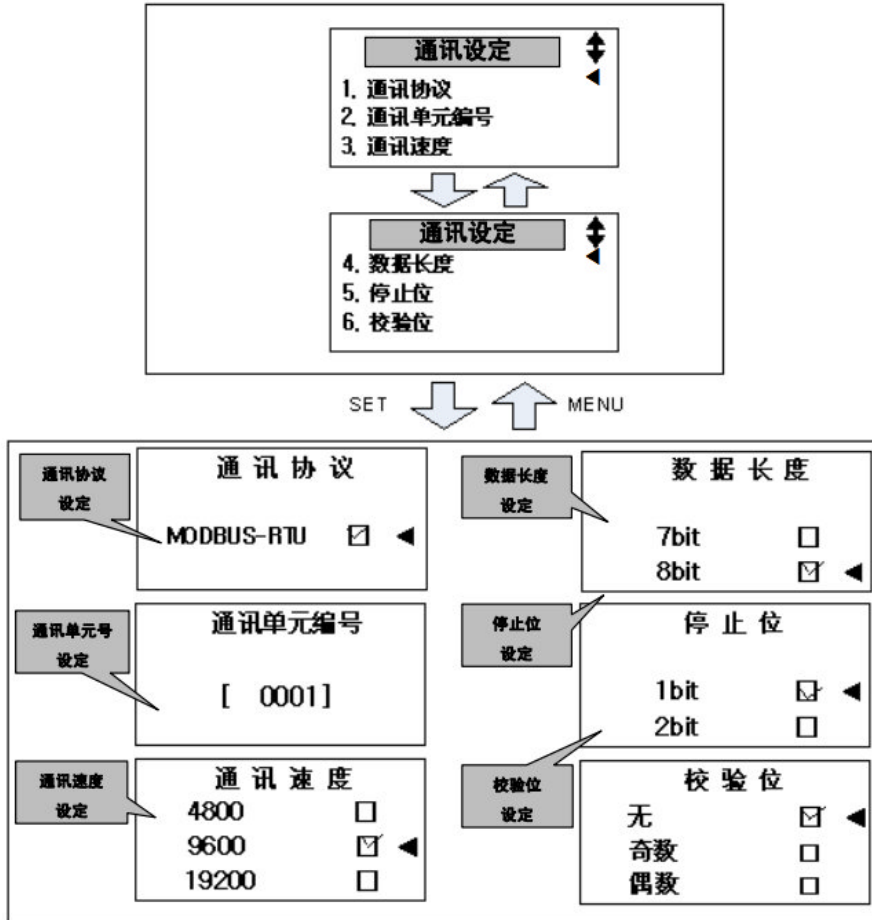 通讯设定
1. 通讯协议
2. 通讯单元编号
3. 通讯速度
通讯设定
4. 数据长度
5. 停止位
6. 校验位
SET
MENU
通讯协议
设定
通讯协议
MODBUS-RTU
通讯单元号
设定
通讯单元编号
[ 0001]
通讯速度
设定
通讯速度
4800
9600
19200
数据长度
设定
数据长度
7bit
8bit
停止位
设定
停止位
1bit
2bit
校验位
设定
校验位
无
奇数
偶数